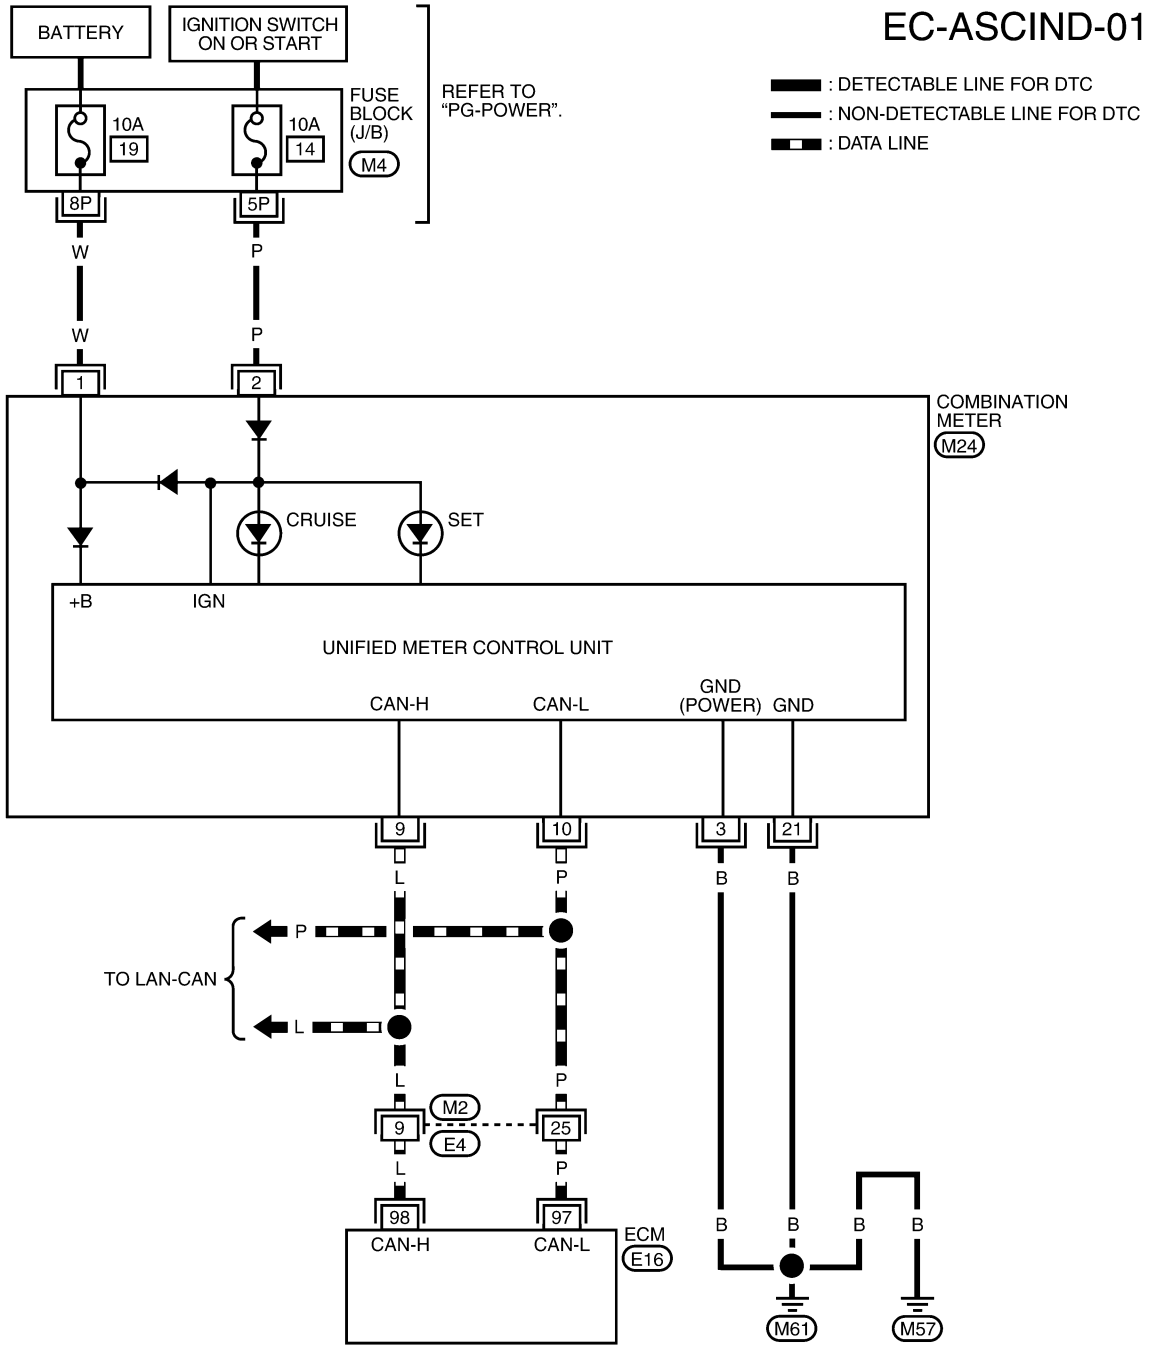 EC-ASCIND-01
BATTERY
IGNITION SWITCH
ON OR START
: DETECTABLE LINE FOR DTC
: NON-DETECTABLE LINE FOR DTC
: DATA LINE
REFER TO
“PG-POWER”.
FUSE
BLOCK
(J/B)
M4
10A
19
10A
14
8P
5P
W
P
W
P
1
2
COMBINATION
METER
M24
CRUISE
SET
+B
IGN
UNIFIED METER CONTROL UNIT
CAN-H
CAN-L
GND
(POWER)
GND
9
10
3
21
L
P
B
B
P
TO LAN-CAN
L
L
P
M2
9
25
E4
L
P
98
97
CAN-H
CAN-L
ECM
E16
B
B
B
B
M61
M57